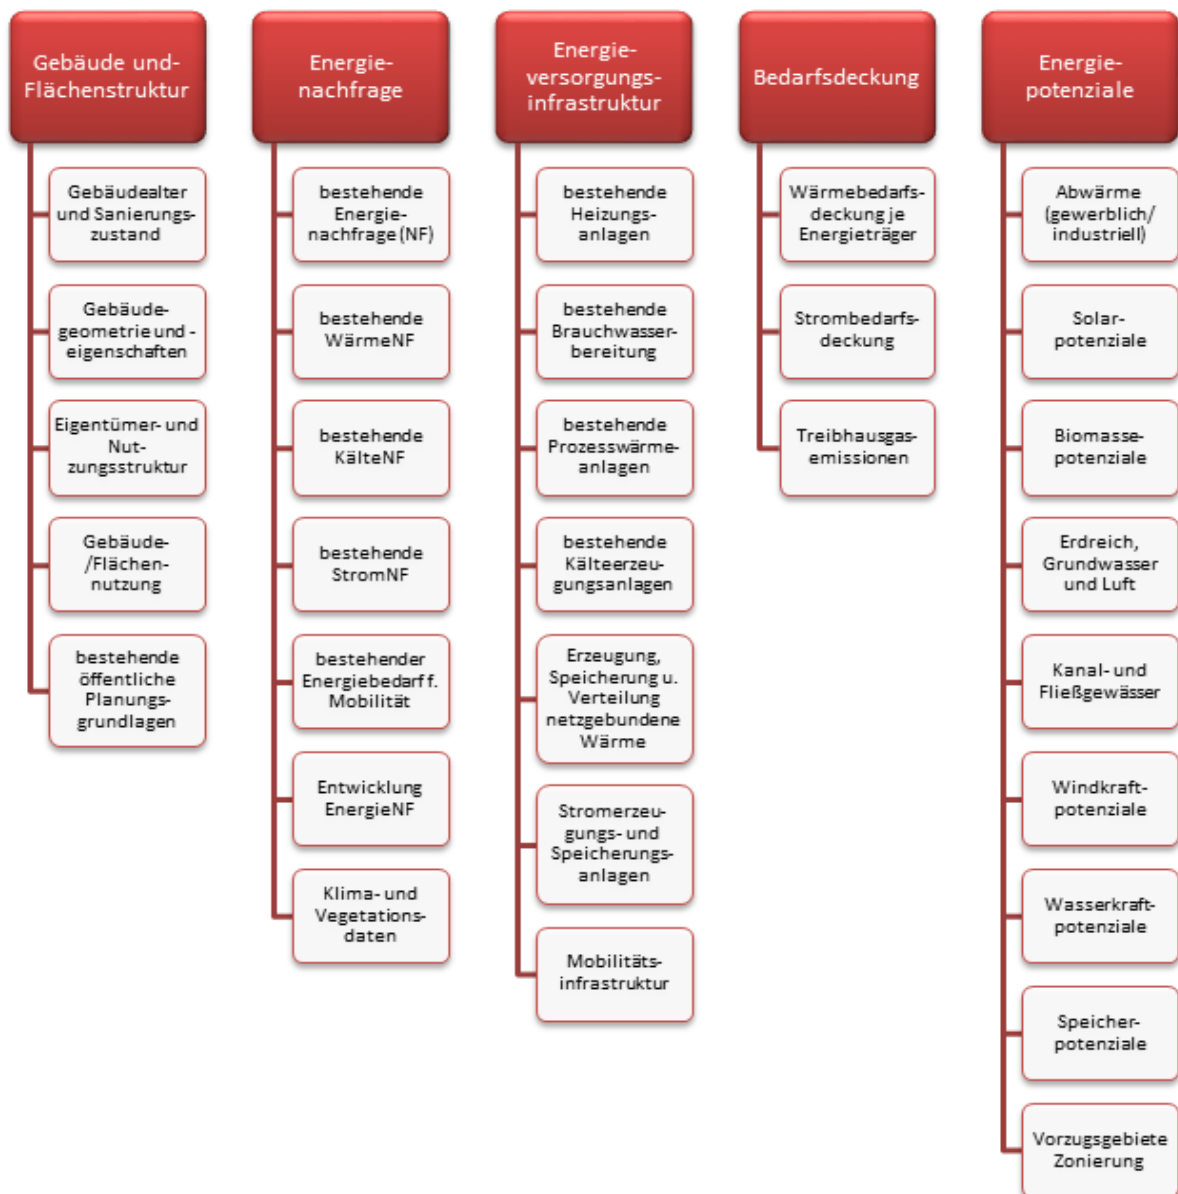 Gebäude und-
Flächenstruktur
Gebäudealter
und Sanierungs-
zustand
Gebäude-
geometrie und -
eigenschaften
Eigentümer- und
Nut-
zungsstruktur
Gebäude-
/Flächen-
nutzung
bestehende
öffentliche
Planungs-
grundlagen
Energie-
nachfrage
bestehende
Energie-
nachfrage (NF)
bestehende
WärmeNF
bestehende
KälteNF
bestehende
StromNF
bestehender
Energiebedarf f.
Mobilität
Entwicklung
EnergieNF
Klima- und
Vegetations-
daten
Energie-
versorgungs-
infrastruktur
bestehende
Heizungs-
anlagen
bestehende
Brauchwasser-
bereitung
bestehende
Prozesswärme-
anlagen
bestehende
Kälteerzeu-
gungsanlagen
Erzeugung,
Speicherung u.
Verteilung
netzgebundene
Wärme
Stromerzeu-
gungs- und
Speicherungs-
anlagen
Mobilitäts-
infrastruktur
Bedarfsdeckung
Wärmebedarfs-
deckung je
Energieträger
Strombedarfs-
deckung
Treibhausgas-
emissionen
Energie-
potenziale
Abwärme
(gewerblich/
industriell)
Solar-
potenziale
Biomasse-
potenziale
Erdreich,
Grundwasser
und Luft
Kanal- und
Fließgewässer
Windkraft-
potenziale
Wasserkraft-
potenziale
Speicher-
potenziale
Vorzugsgebiete
Zonierung